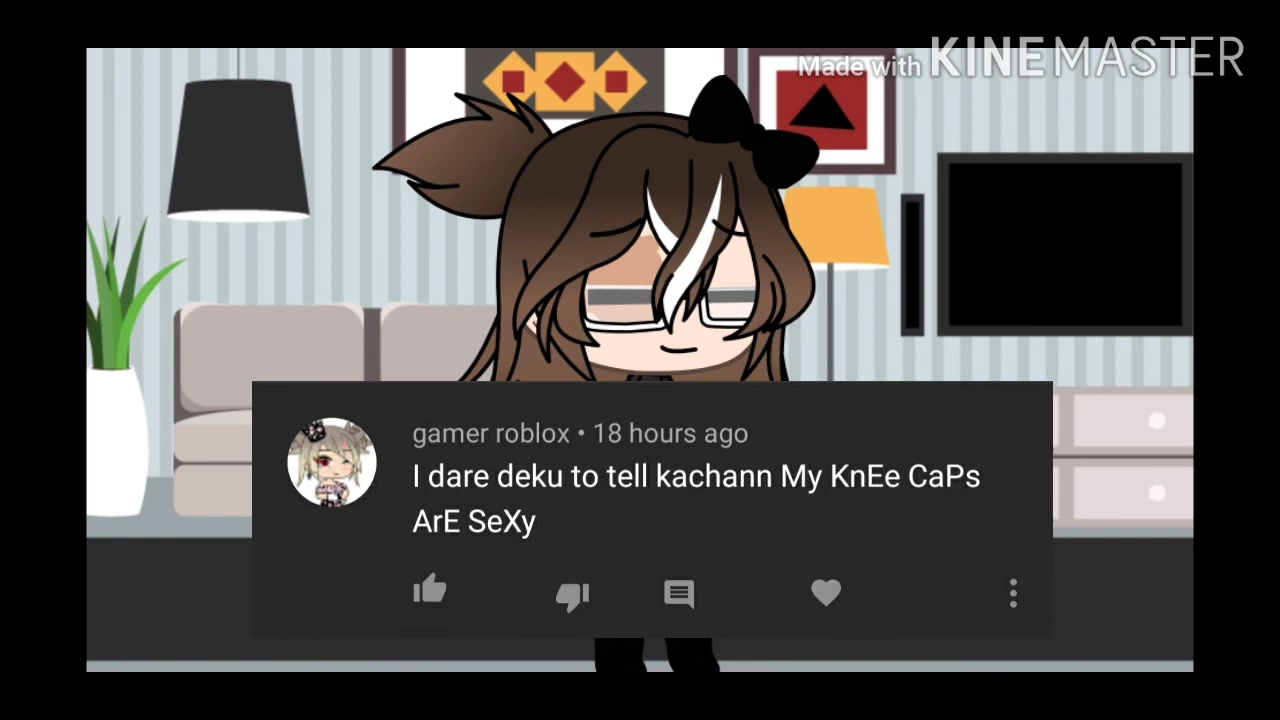 Made with KINEMASTER
gamer roblox • 18 hours ago
I dare deku to tell kachann My KnEe CaPs
ArE SeXy